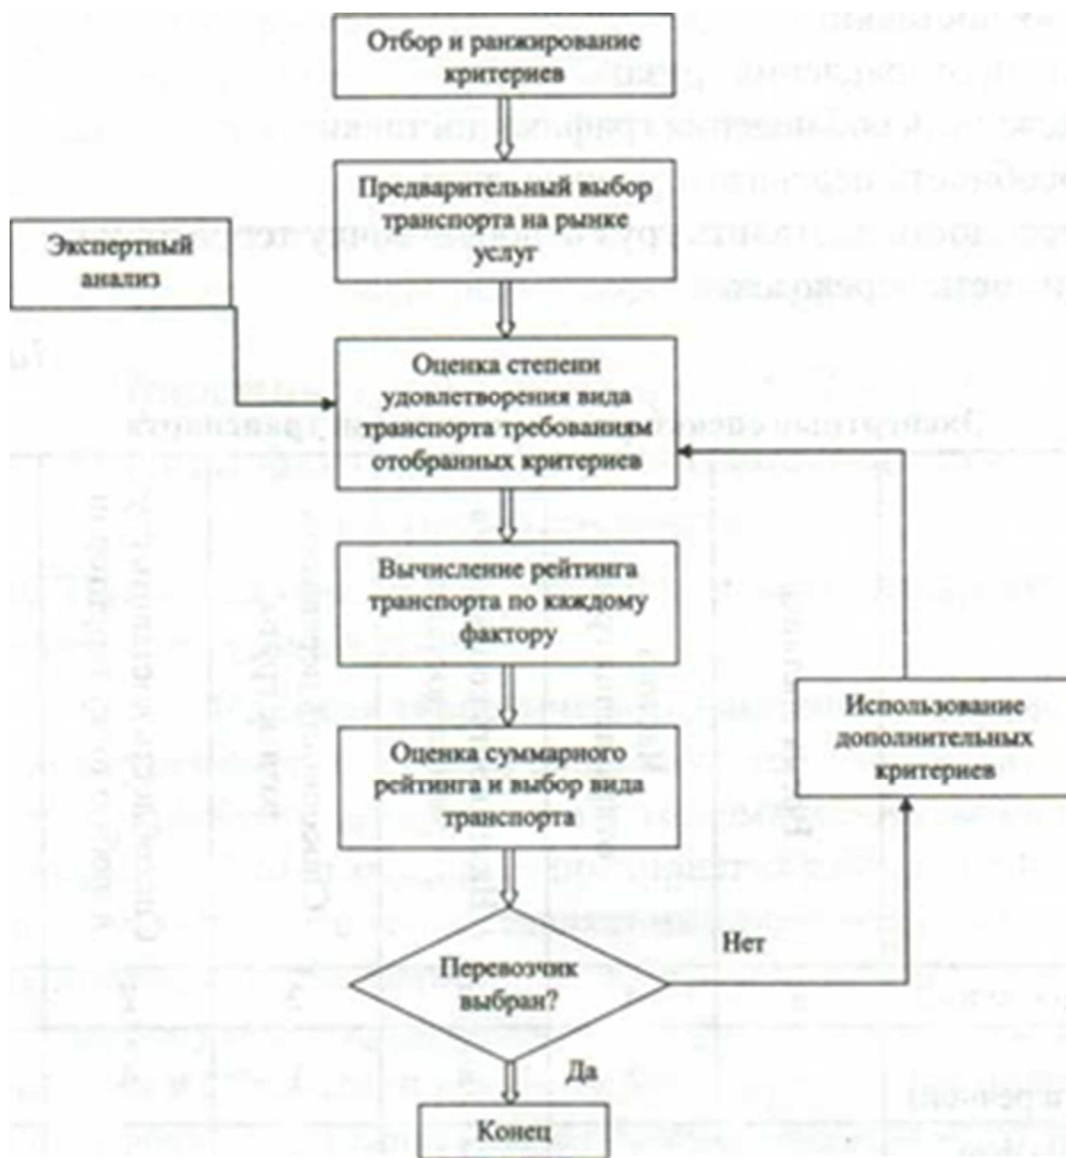 Отбор и ранжирование
критериев
Предварительный выбор
транспорта на рынке
услуг
Экспертный
анализ
Оценка степени
удовлетворения вида
транспорта требованиям
отобранных критериев
Вычисление рейтинга
транспорта по каждому
фактору
Использование
дополнительных
критериев
Оценка суммарного
рейтинга и выбор вида
транспорта
Нет
Перевозчик
выбран?
Да
Конец